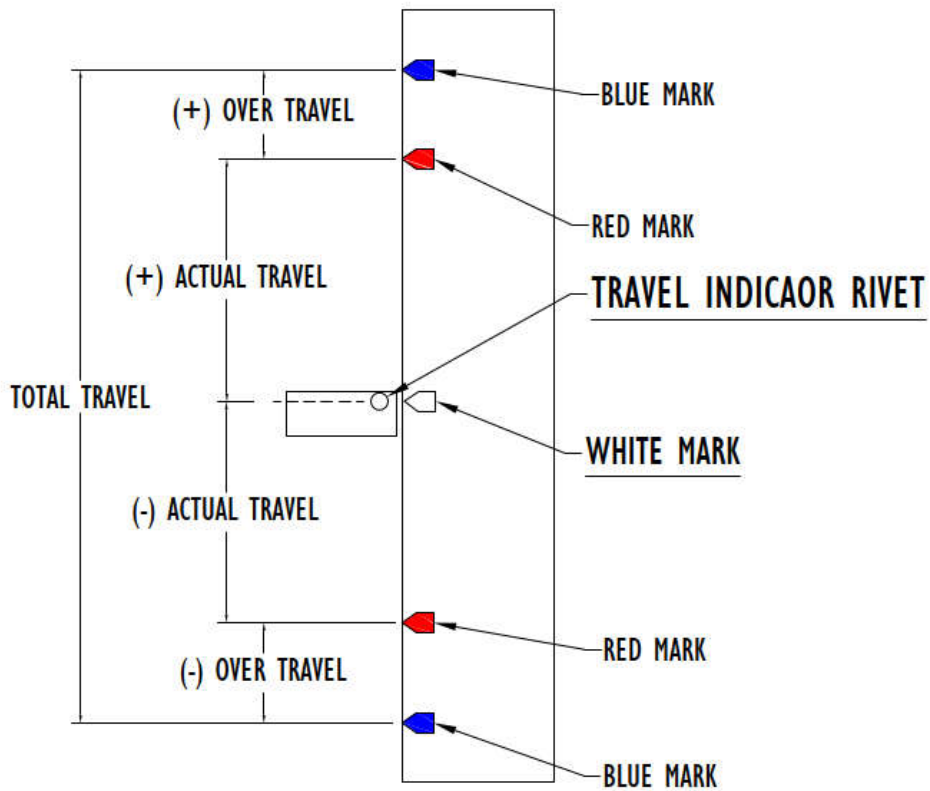 BLUE MARK
(+) OVER TRAVEL
RED MARK
(+) ACTUAL TRAVEL
TRAVEL INDICAOR RIVET
TOTAL TRAVEL
WHITE MARK
(-) ACTUAL TRAVEL
RED MARK
(-) OVER TRAVEL
BLUE MARK